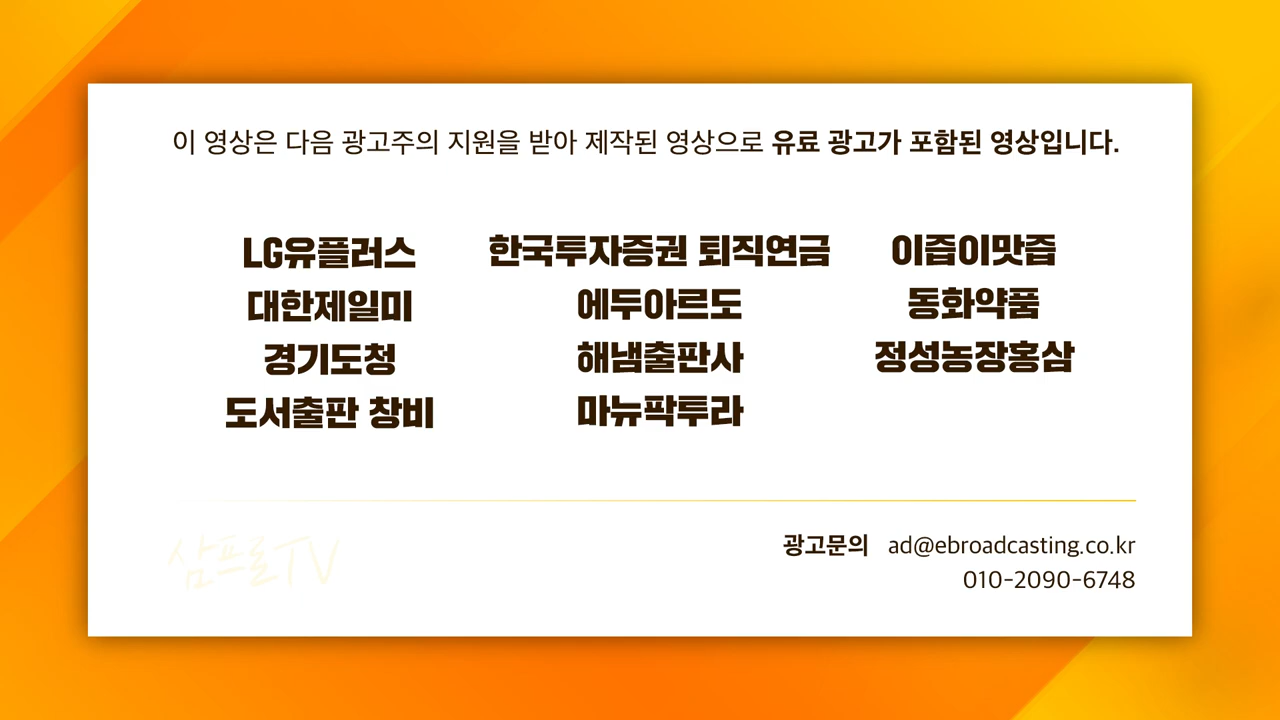 이 영상은 다음 광고주의 지원을 받아 제작된 영상으로 유료 광고가 포함된 영상입니다.
LG유플러스 한국투자증권 퇴직연금 이즙이맛즙
대한제일미 에두아르도 동화약품
경기도청 해냄출판사 정성농장홍삼
도서출판 창비 마뉴팍투라
삼프로TV
광고문의 ad@ebroadcasting.co.kr
010-2090-6748